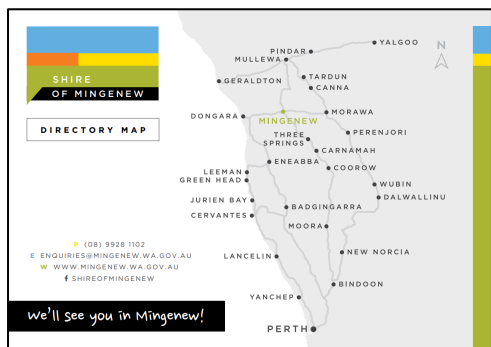 SHIRE
OF MINGENEW
DIRECTORY MAP
P (08) 9928 1102
E ENQUIRIES@MINGENEW.WA.GOV.AU
W WWW.MINGENEW.WA.GOV.AU
f SHIREOFMINGENEW
We'll see you in Mingenew!
N
YALGOO
PINDAR
MULLEWA
GERALDTON
TARDUN
CANNA
DONGARA
MINGENEW
MORAWA
THREE
SPRINGS
PERENJORI
CARNAMAH
ENEABBA
COOROW
LEEMAN
GREEN HEAD
WUBIN
DALWALLINU
JURIEN BAY
BADGINGARRA
CERVANTES
MOORA
LANCELIN
NEW NORCIA
BINDOON
YANCHEP
PERTH